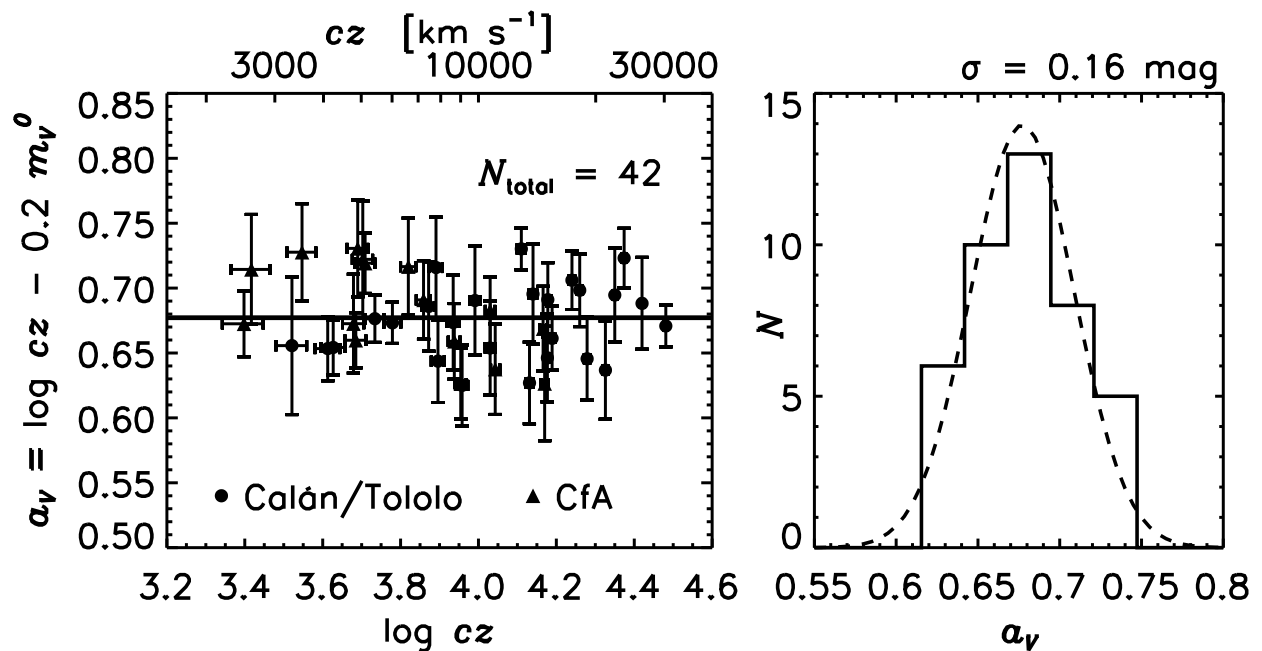 cz [km s⁻¹]
3000 10000 30000
a_V ≡ log cz − 0.2 m_V⁰
0.85
0.80
0.75
0.70
0.65
0.60
0.55
0.50
N_total = 42
Calán/Tololo CfA
3.2 3.4 3.6 3.8 4.0 4.2 4.4 4.6
log cz
σ = 0.16 mag
N
15
10
5
0
0.55 0.6 0.65 0.7 0.75 0.8
a_V